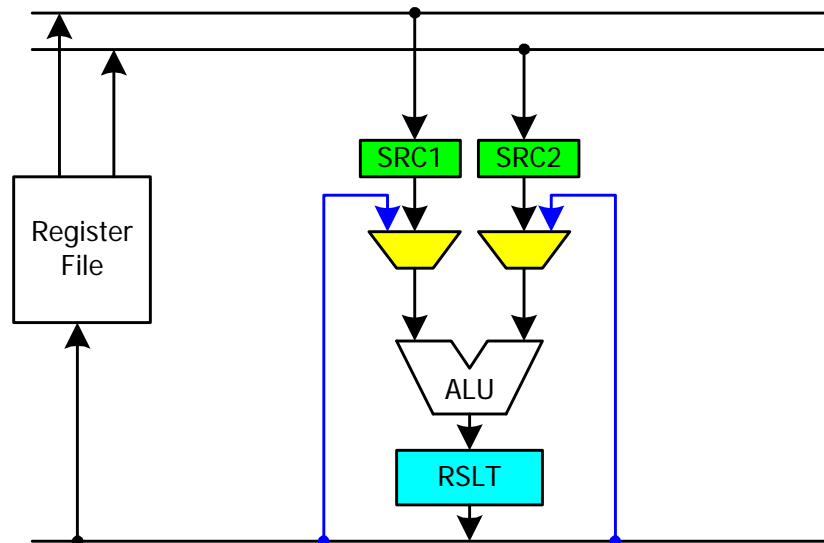 SRC1
SRC2
Register
File
ALU
RSLT